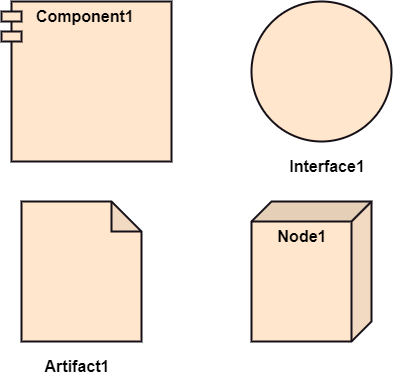 Component1
Interface1
Node1
Artifact1